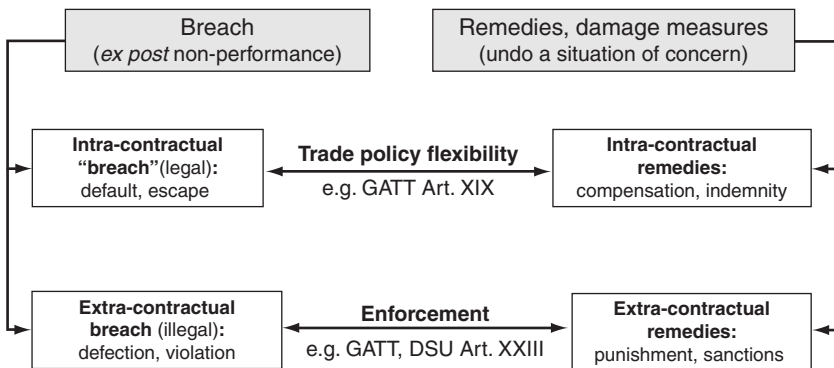 Breach
(ex post non-performance)
Remedies, damage measures
(undo a situation of concern)
Intra-contractual
“breach”(legal):
default, escape
Trade policy flexibility
e.g. GATT Art. XIX
Intra-contractual
remedies:
compensation, indemnity
Extra-contractual
breach (illegal):
defection, violation
Enforcement
e.g. GATT, DSU Art. XXIII
Extra-contractual
remedies:
punishment, sanctions